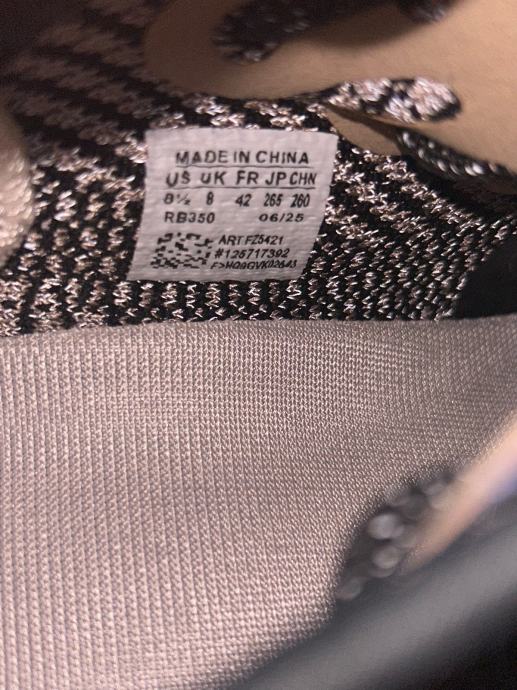 MADE IN CHINA
US UK FR JP CHN
8½ 8 42 265 260
RB350 06/25
ART FZ5421
#125717392